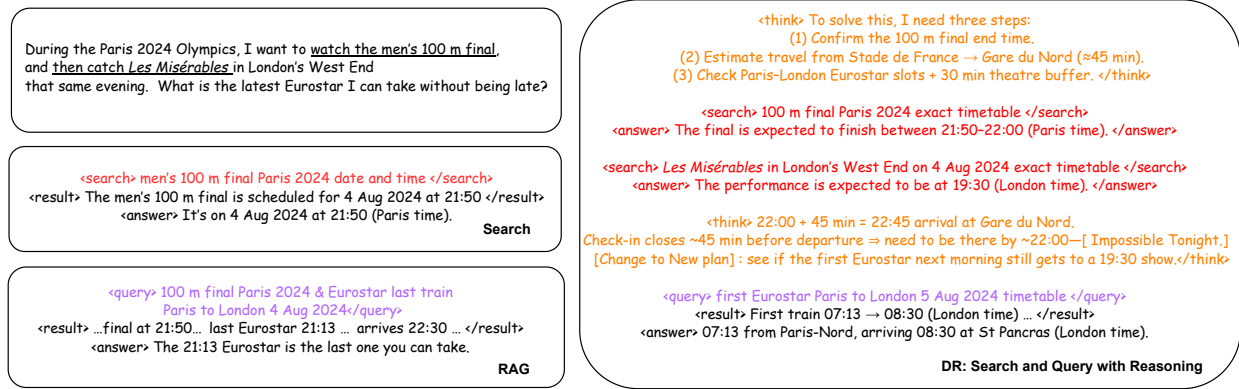 During the Paris 2024 Olympics, I want to watch the men's 100 m final,
and then catch Les Misérables in London's West End
that same evening. What is the latest Eurostar I can take without being late?
<search> men's 100 m final Paris 2024 date and time </search>
<result> The men's 100 m final is scheduled for 4 Aug 2024 at 21:50 </result>
<answer> It's on 4 Aug 2024 at 21:50 (Paris time).
Search
<query> 100 m final Paris 2024 & Eurostar last train
Paris to London 4 Aug 2024</query>
<result> ...final at 21:50... last Eurostar 21:13 ... arrives 22:30 ... </result>
<answer> The 21:13 Eurostar is the last one you can take.
RAG
<think> To solve this, I need three steps:
(1) Confirm the 100 m final end time.
(2) Estimate travel from Stade de France → Gare du Nord (≈45 min).
(3) Check Paris–London Eurostar slots + 30 min theatre buffer. </think>
<search> 100 m final Paris 2024 exact timetable </search>
<answer> The final is expected to finish between 21:50–22:00 (Paris time). </answer>
<search> Les Misérables in London's West End on 4 Aug 2024 exact timetable </search>
<answer> The performance is expected to be at 19:30 (London time). </answer>
<think> 22:00 + 45 min = 22:45 arrival at Gare du Nord.
Check-in closes ~45 min before departure ⇒ need to be there by ~22:00—[ Impossible Tonight.]
[Change to New plan] : see if the first Eurostar next morning still gets to a 19:30 show.</think>
<query> first Eurostar Paris to London 5 Aug 2024 timetable </query>
<result> First train 07:13 → 08:30 (London time) ... </result>
<answer> 07:13 from Paris-Nord, arriving 08:30 at St Pancras (London time).
DR: Search and Query with Reasoning